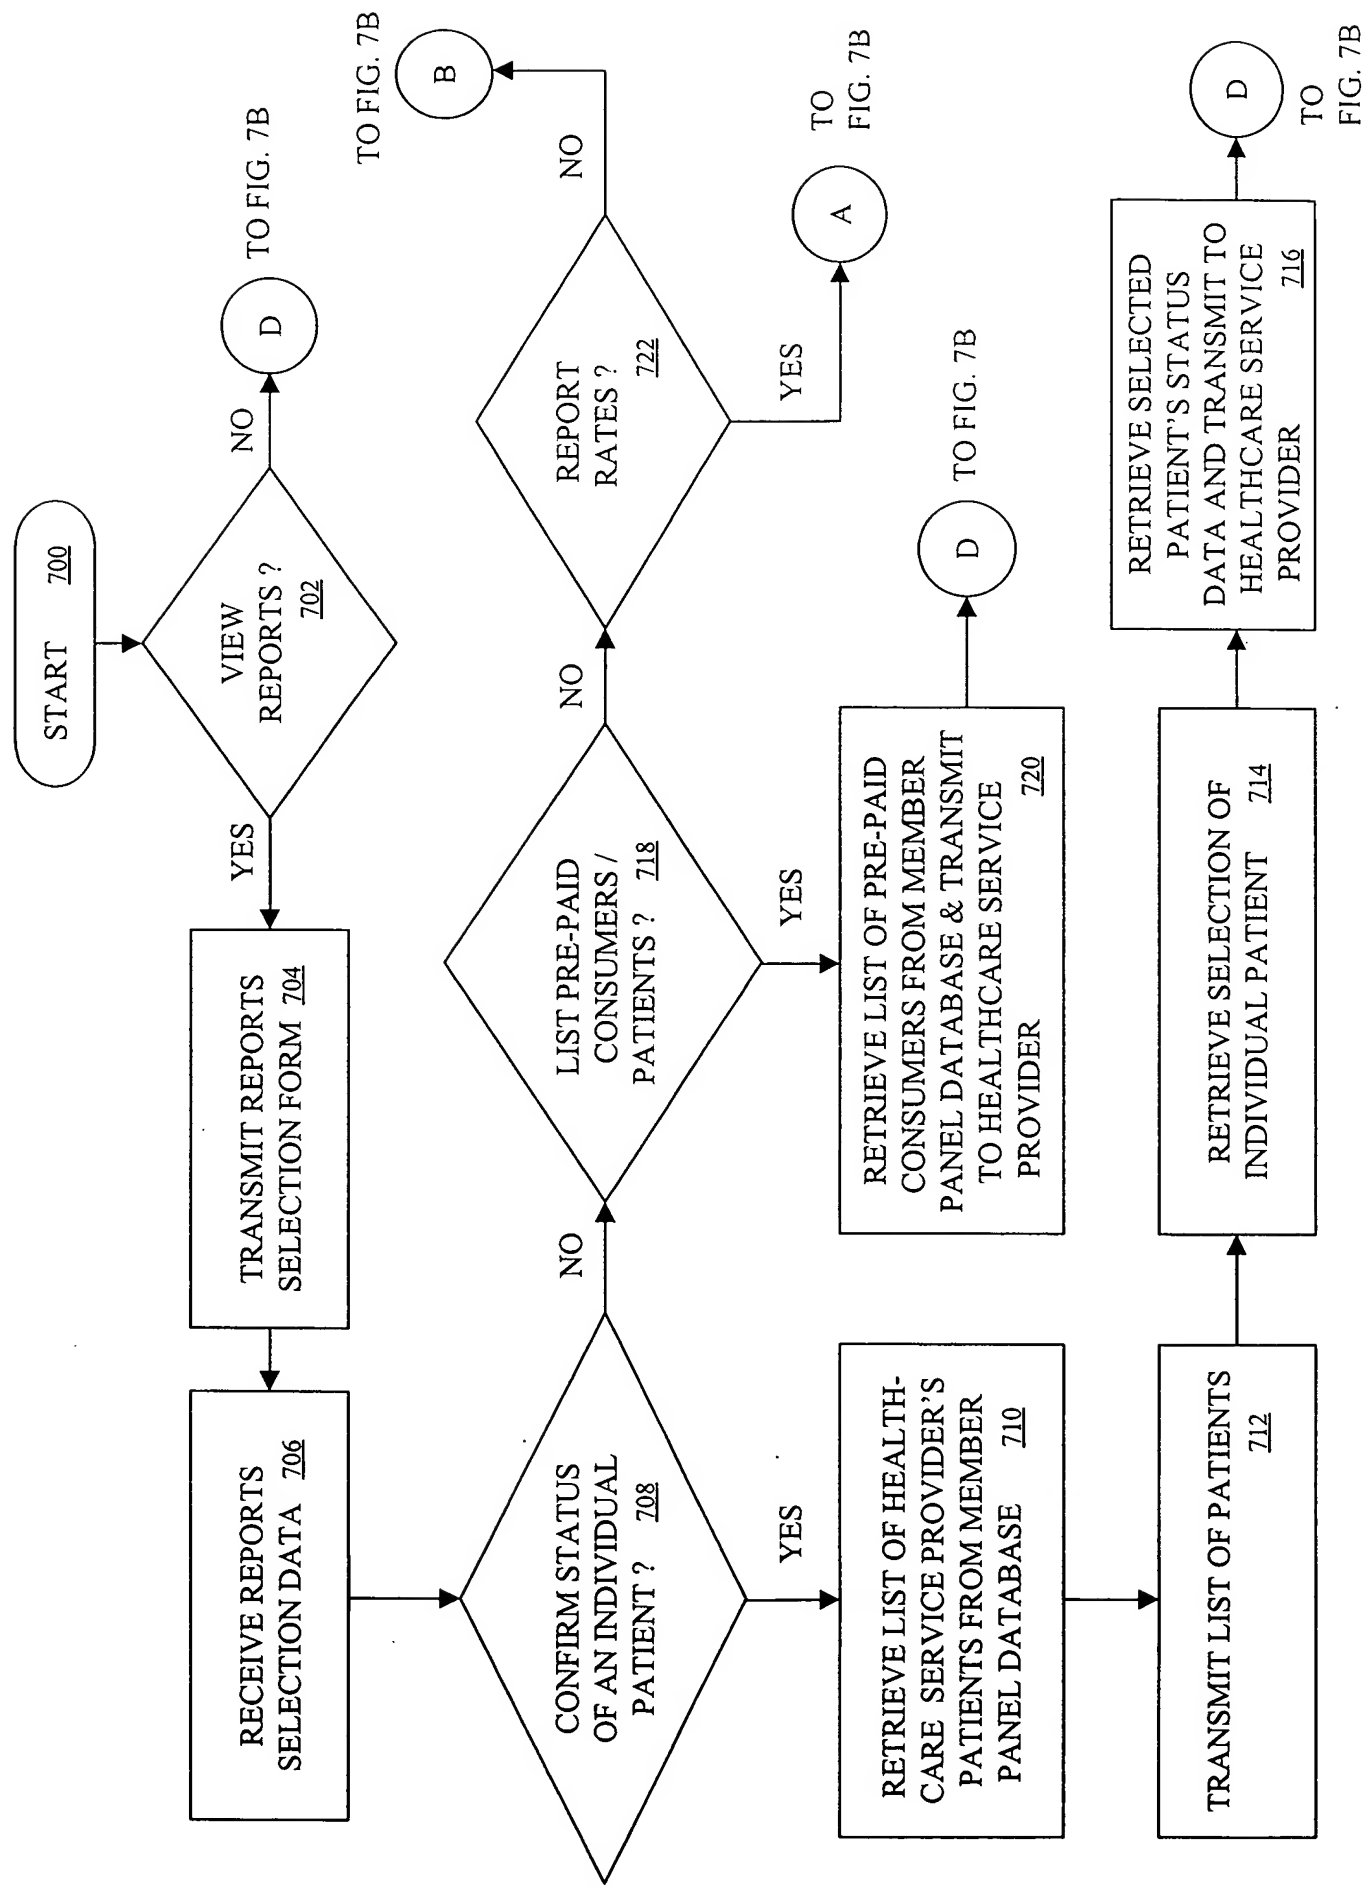 START 700
VIEW
REPORTS ?
702
NO
D
TO FIG. 7B
YES
TRANSMIT REPORTS
SELECTION FORM 704
RECEIVE REPORTS
SELECTION DATA 706
CONFIRM STATUS
OF AN INDIVIDUAL
PATIENT ? 708
NO
LIST PRE-PAID
CONSUMERS /
PATIENTS ? 718
NO
REPORT
RATES ? 722
NO
B
TO FIG. 7B
YES
RETRIEVE LIST OF HEALTH-
CARE SERVICE PROVIDER'S
PATIENTS FROM MEMBER
PANEL DATABASE 710
YES
RETRIEVE LIST OF PRE-PAID
CONSUMERS FROM MEMBER
PANEL DATABASE & TRANSMIT
TO HEALTHCARE SERVICE
PROVIDER 720
D
TO FIG. 7B
YES
A
TO
FIG. 7B
TRANSMIT LIST OF PATIENTS
712
RETRIEVE SELECTION OF
INDIVIDUAL PATIENT 714
RETRIEVE SELECTED
PATIENT'S STATUS
DATA AND TRANSMIT TO
HEALTHCARE SERVICE
PROVIDER 716
D
TO
FIG. 7B